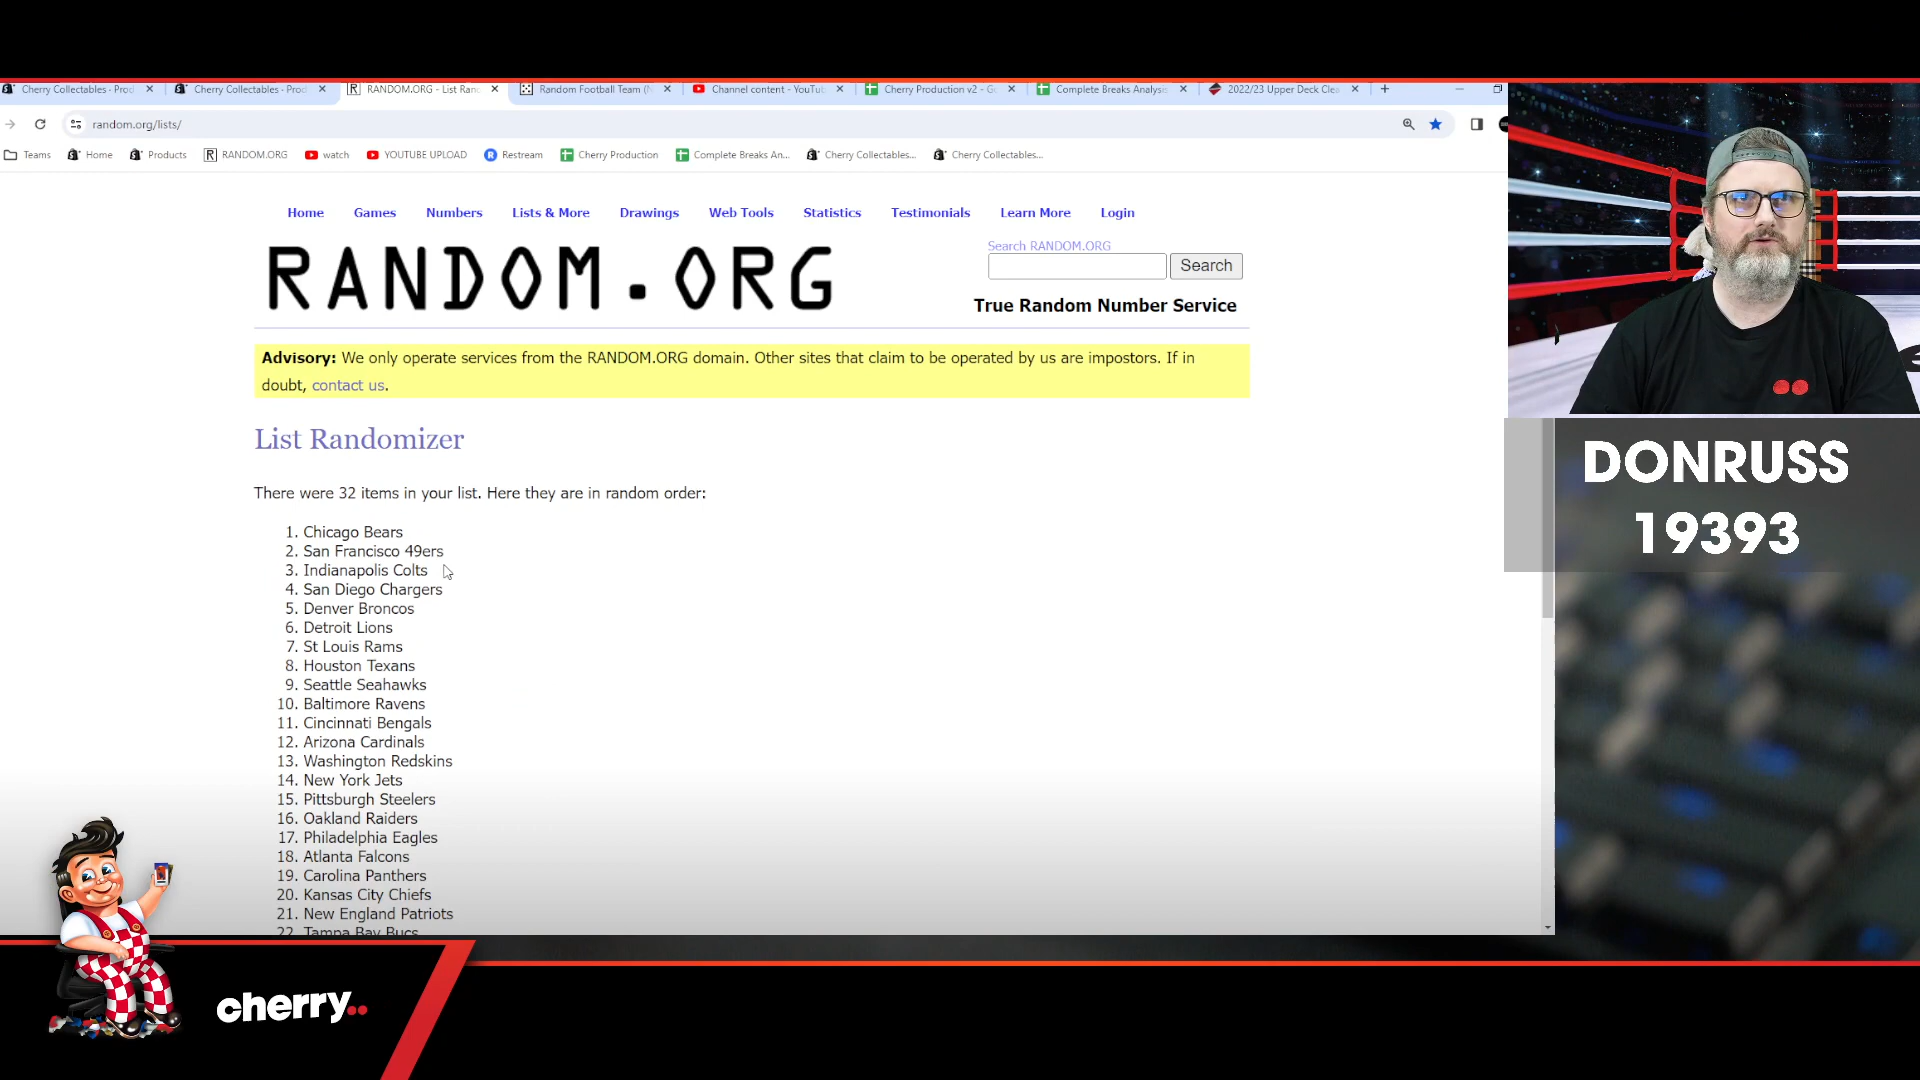 Cherry Collectables · Prod
Cherry Collectables · Prod
RANDOM.ORG - List Ran
Random Football Team (N
Channel content - YouTub
Cherry Production v2 - G
Complete Breaks Analysis
2022/23 Upper Deck Clea
random.org/lists/
Teams
Home
Products
RANDOM.ORG
watch
YOUTUBE UPLOAD
Restream
Cherry Production
Complete Breaks An...
Cherry Collectables...
Cherry Collectables...
Home
Games
Numbers
Lists & More
Drawings
Web Tools
Statistics
Testimonials
Learn More
Login
RANDOM.ORG
Search RANDOM.ORG
Search
True Random Number Service
Advisory: We only operate services from the RANDOM.ORG domain. Other sites that claim to be operated by us are impostors. If in
doubt, contact us.
List Randomizer
There were 32 items in your list. Here they are in random order:
1. Chicago Bears
2. San Francisco 49ers
3. Indianapolis Colts
4. San Diego Chargers
5. Denver Broncos
6. Detroit Lions
7. St Louis Rams
8. Houston Texans
9. Seattle Seahawks
10. Baltimore Ravens
11. Cincinnati Bengals
12. Arizona Cardinals
13. Washington Redskins
14. New York Jets
15. Pittsburgh Steelers
16. Oakland Raiders
17. Philadelphia Eagles
18. Atlanta Falcons
19. Carolina Panthers
20. Kansas City Chiefs
21. New England Patriots
22. Tampa Bay Bucs
DONRUSS
19393
cherry..